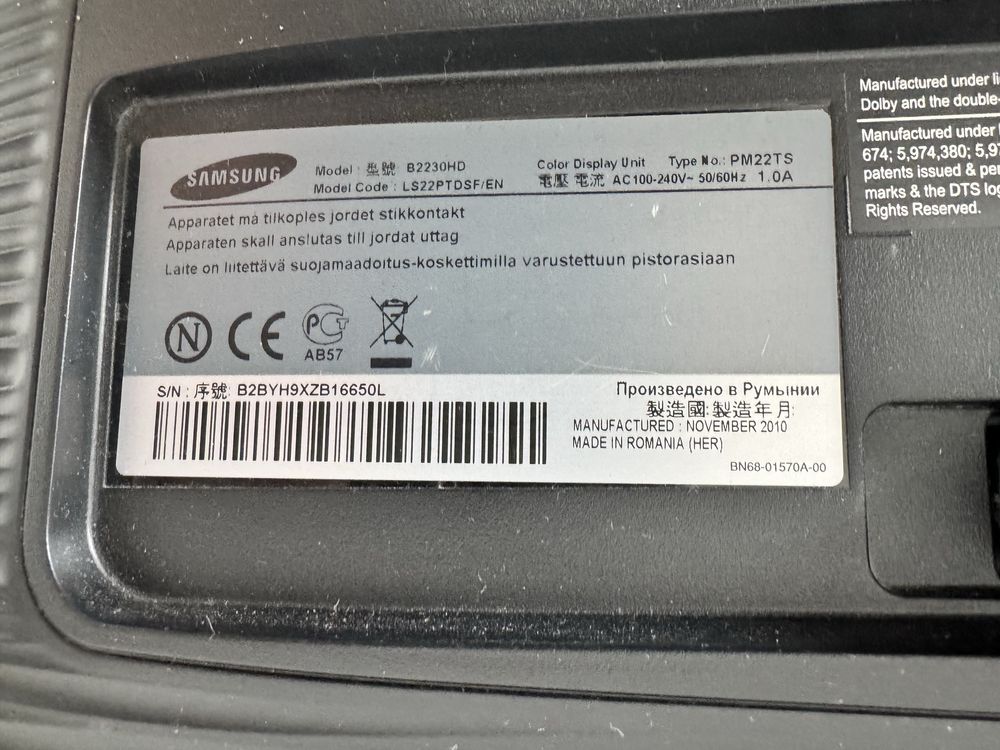 SAMSUNG
Model : 型號 B2230HD
Model Code : LS22PTDSF/EN
Color Display Unit Type No.: PM22TS
電壓 電流 AC100-240V~ 50/60Hz 1.0A
Apparatet må tilkoples jordet stikkontakt
Apparaten skall anslutas till jordat uttag
Laite on liitettävä suojamaadoitus-koskettimilla varustettuun pistorasiaan
N CE PCT
AB57
S/N : 序號: B2BYH9XZB16650L
Произведено в Румынии
製造國:製造年月:
MANUFACTURED : NOVEMBER 2010
MADE IN ROMANIA (HER)
BN68-01570A-00
Manufactured under li
Dolby and the double-
Manufactured under
674; 5,974,380; 5,97
patents issued & pen
marks & the DTS log
Rights Reserved.